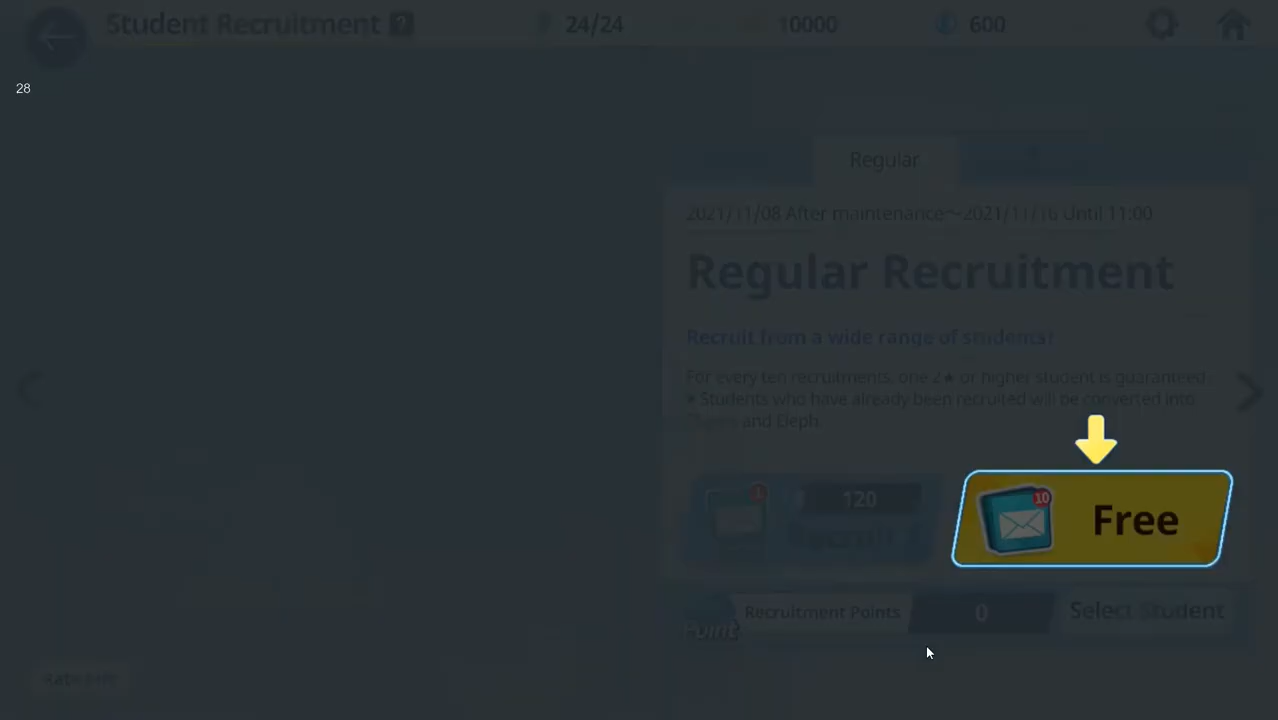 Student Recruitment ?
24/24
10000
600
28
Regular
2021/11/08 After maintenance~2021/11/16 Until 11:00
Regular Recruitment
Recruit from a wide range of students!
For every ten recruitments, one 2★ or higher student is guaranteed.
Students who have already been recruited will be converted into
and Eleph.
1
120
Recruit
10
Free
Point
Recruitment Points
0
Select Student